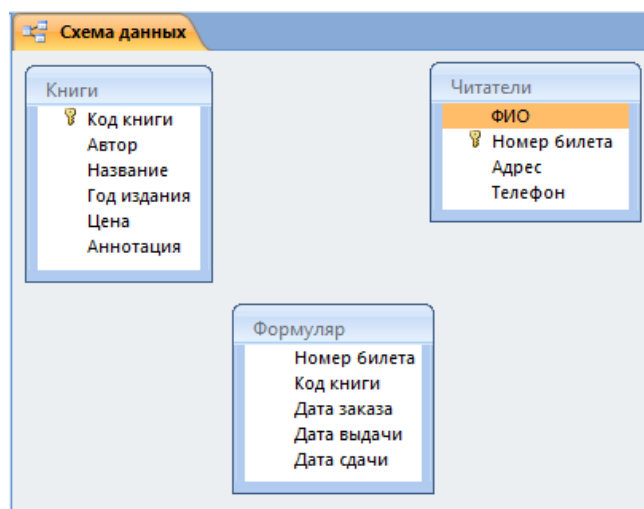 Схема данных
Книги
Код книги
Автор
Название
Год издания
Цена
Аннотация
Читатели
ФИО
Номер билета
Адрес
Телефон
Формуляр
Номер билета
Код книги
Дата заказа
Дата выдачи
Дата сдачи